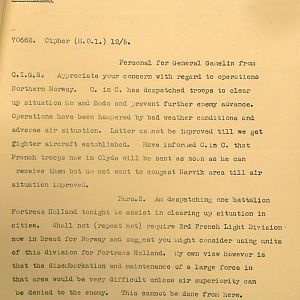 70662. Cipher (M.O.1.) 12/5.
Personal for General Gamelin from
C.I.G.S. Appreciate your concern with regard to operations
Northern Norway. C. in C. has despatched troops to clear
up situation Mo and Bodo and prevent further enemy advance.
Operations have been hampered by bad weather conditions and
adverse air situation. Latter can not be improved till we get
fighter aircraft established. Have informed C. in C. that
French troops now in Clyde will be sent as soon as he can
receive them but do not want to congest Narvik area till air
situation improved.
Para.2. Am despatching one battalion
Fortress Holland tonight to assist in clearing up situation in
cities. Shall not (repeat not) require 3rd French Light Division
now in Brest for Norway and suggest you might consider using units
of this division for Fortress Holland. My own view however is
that the disembarkation and maintenance of a large force in
that area would be very difficult unless air superiority can
be denied to the enemy. This cannot be done from here.